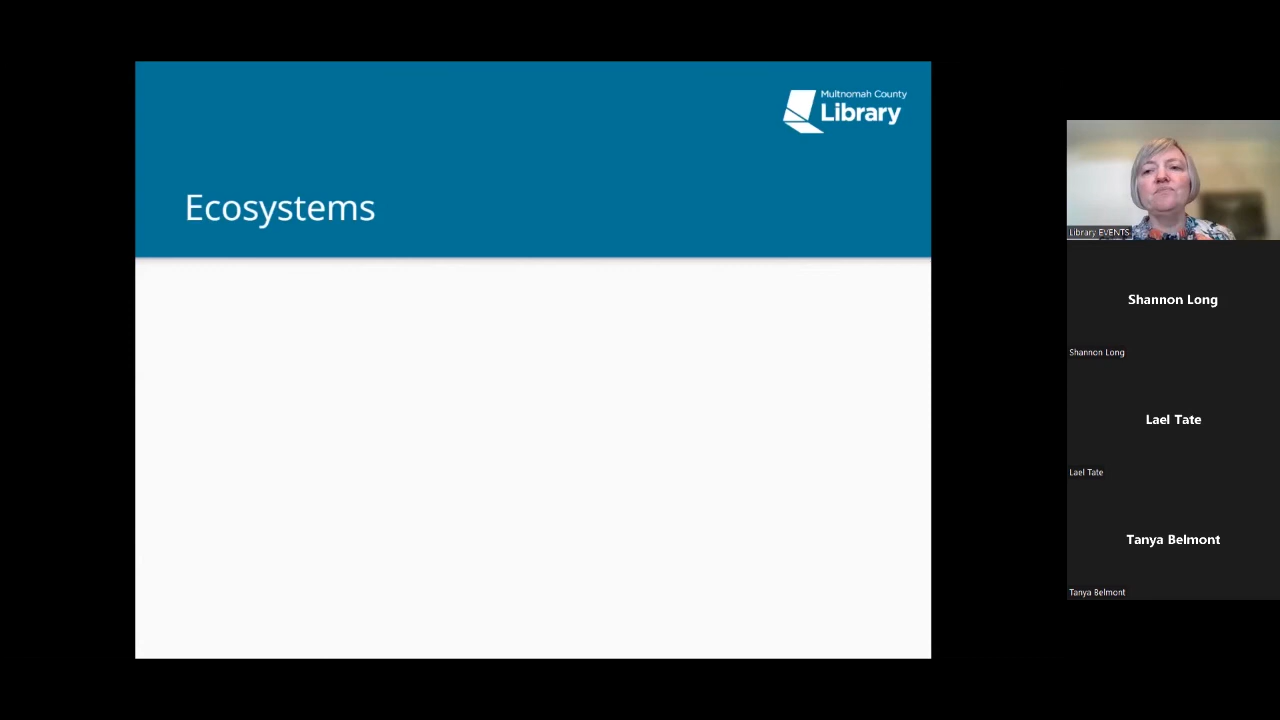 Multnomah County
Library
Ecosystems
Library EVENTS
Shannon Long
Shannon Long
Lael Tate
Lael Tate
Tanya Belmont
Tanya Belmont